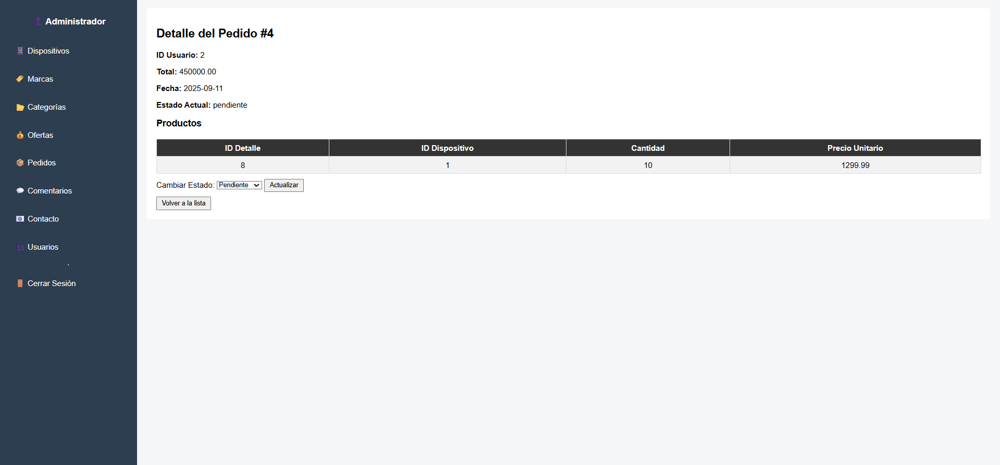 Administrador
Dispositivos
Marcas
Categorías
Ofertas
Pedidos
Comentarios
Contacto
Usuarios
.
Cerrar Sesión
Detalle del Pedido #4
ID Usuario: 2
Total: 450000.00
Fecha: 2025-09-11
Estado Actual: pendiente
Productos
ID Detalle ID Dispositivo Cantidad Precio Unitario
8 1 10 1299.99
Cambiar Estado: Pendiente Actualizar
Volver a la lista